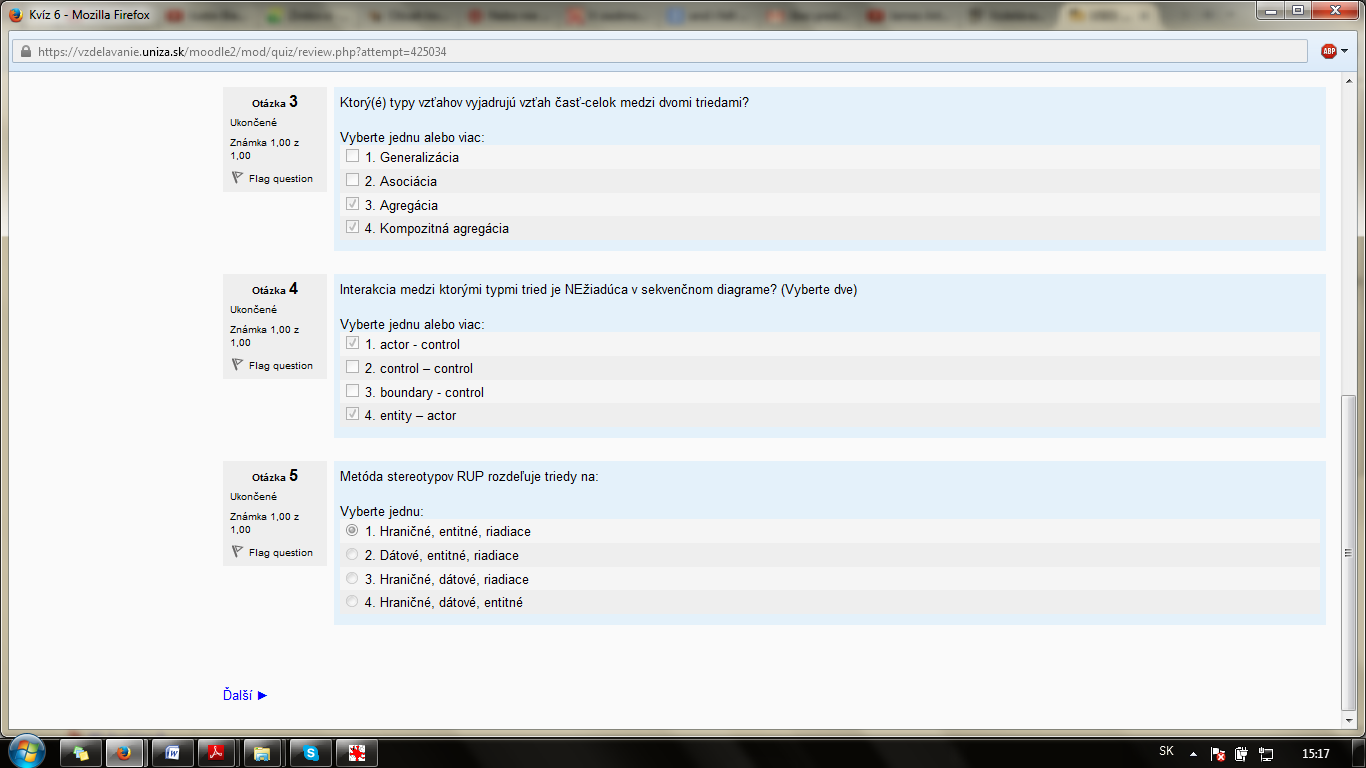 Kvíz 6 - Mozilla Firefox
https://vzdelavanie.uniza.sk/moodle2/mod/quiz/review.php?attempt=425034
ABP
Otázka 3
Ukončené
Známka 1,00 z
1,00
Flag question
Ktorý(é) typy vzťahov vyjadrujú vzťah časť-celok medzi dvomi triedami?
Vyberte jednu alebo viac:
1. Generalizácia
2. Asociácia
3. Agregácia
4. Kompozitná agregácia
Otázka 4
Ukončené
Známka 1,00 z
1,00
Flag question
Interakcia medzi ktorými typmi tried je NEžiadúca v sekvenčnom diagrame? (Vyberte dve)
Vyberte jednu alebo viac:
1. actor - control
2. control – control
3. boundary - control
4. entity – actor
Otázka 5
Ukončené
Známka 1,00 z
1,00
Flag question
Metóda stereotypov RUP rozdeľuje triedy na:
Vyberte jednu:
1. Hraničné, entitné, riadiace
2. Dátové, entitné, riadiace
3. Hraničné, dátové, riadiace
4. Hraničné, dátové, entitné
Ďalší ►
SK
15:17